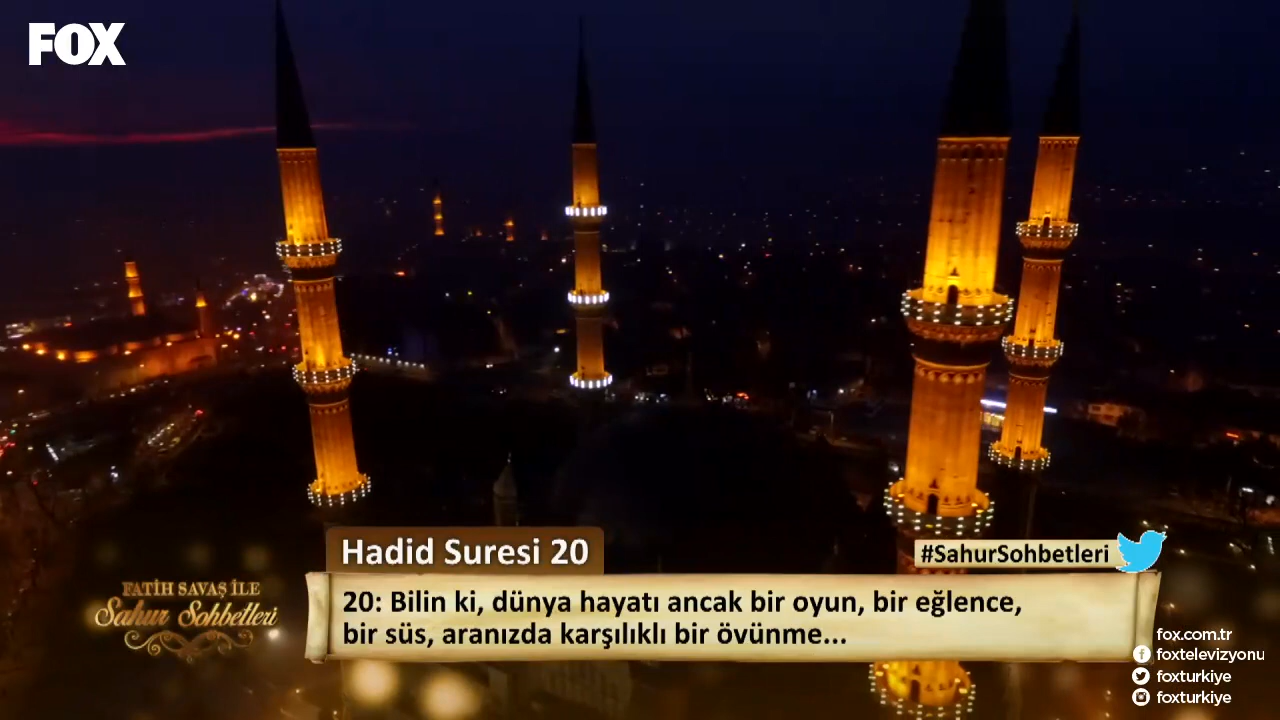 FOX
Hadid Suresi 20
#SahurSohbetleri
FATİH SAVAŞ İLE
Sahur Sohbetleri
20: Bilin ki, dünya hayatı ancak bir oyun, bir eğlence,
bir süs, aranızda karşılıklı bir övünme...
fox.com.tr
foxtelevizyonu
foxturkiye
foxturkiye